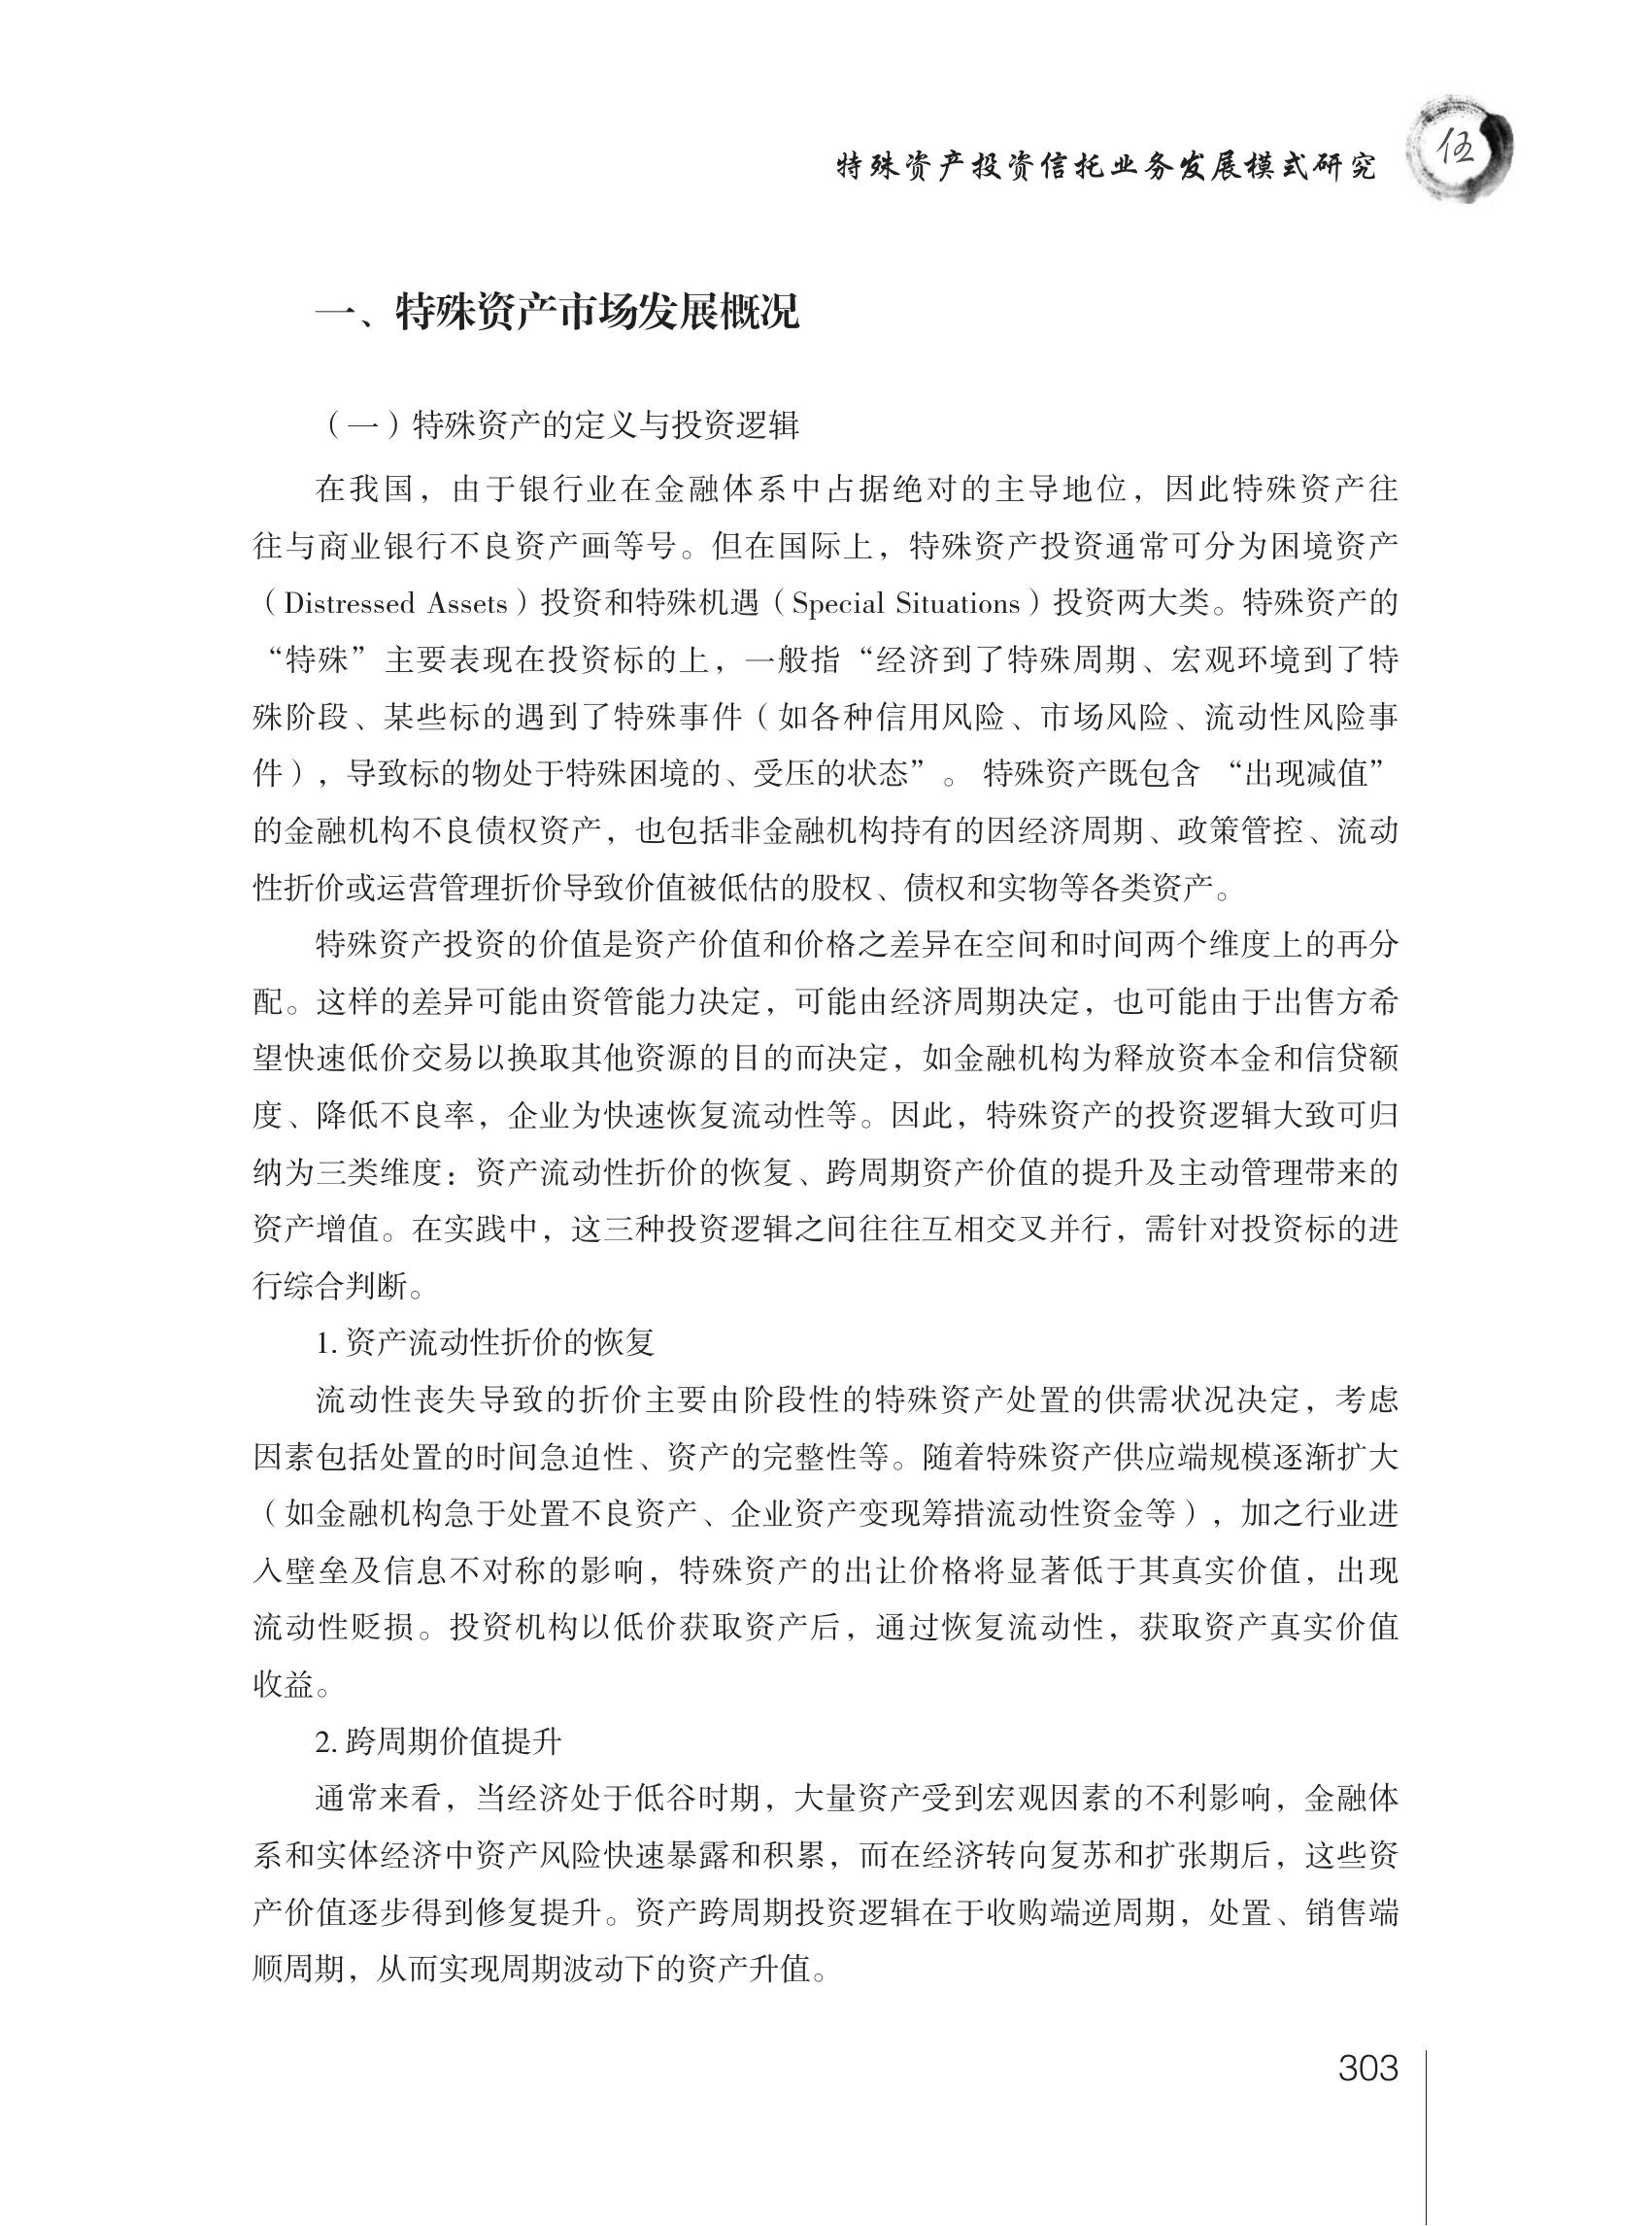 特殊资产投资信托业务发展模式研究
伍
一、特殊资产市场发展概况
（一）特殊资产的定义与投资逻辑
在我国，由于银行业在金融体系中占据绝对的主导地位，因此特殊资产往
往与商业银行不良资产画等号。但在国际上，特殊资产投资通常可分为困境资产
（Distressed Assets）投资和特殊机遇（Special Situations）投资两大类。特殊资产的
“特殊”主要表现在投资标的上，一般指“经济到了特殊周期、宏观环境到了特
殊阶段、某些标的遇到了特殊事件（如各种信用风险、市场风险、流动性风险事
件），导致标的物处于特殊困境的、受压的状态”。 特殊资产既包含 “出现减值”
的金融机构不良债权资产，也包括非金融机构持有的因经济周期、政策管控、流动
性折价或运营管理折价导致价值被低估的股权、债权和实物等各类资产。
特殊资产投资的价值是资产价值和价格之差异在空间和时间两个维度上的再分
配。这样的差异可能由资管能力决定，可能由经济周期决定，也可能由于出售方希
望快速低价交易以换取其他资源的目的而决定，如金融机构为释放资本金和信贷额
度、降低不良率，企业为快速恢复流动性等。因此，特殊资产的投资逻辑大致可归
纳为三类维度：资产流动性折价的恢复、跨周期资产价值的提升及主动管理带来的
资产增值。在实践中，这三种投资逻辑之间往往互相交叉并行，需针对投资标的进
行综合判断。
1. 资产流动性折价的恢复
流动性丧失导致的折价主要由阶段性的特殊资产处置的供需状况决定，考虑
因素包括处置的时间急迫性、资产的完整性等。随着特殊资产供应端规模逐渐扩大
（如金融机构急于处置不良资产、企业资产变现筹措流动性资金等），加之行业进
入壁垒及信息不对称的影响，特殊资产的出让价格将显著低于其真实价值，出现
流动性贬损。投资机构以低价获取资产后，通过恢复流动性，获取资产真实价值
收益。
2. 跨周期价值提升
通常来看，当经济处于低谷时期，大量资产受到宏观因素的不利影响，金融体
系和实体经济中资产风险快速暴露和积累，而在经济转向复苏和扩张期后，这些资
产价值逐步得到修复提升。资产跨周期投资逻辑在于收购端逆周期，处置、销售端
顺周期，从而实现周期波动下的资产升值。
303